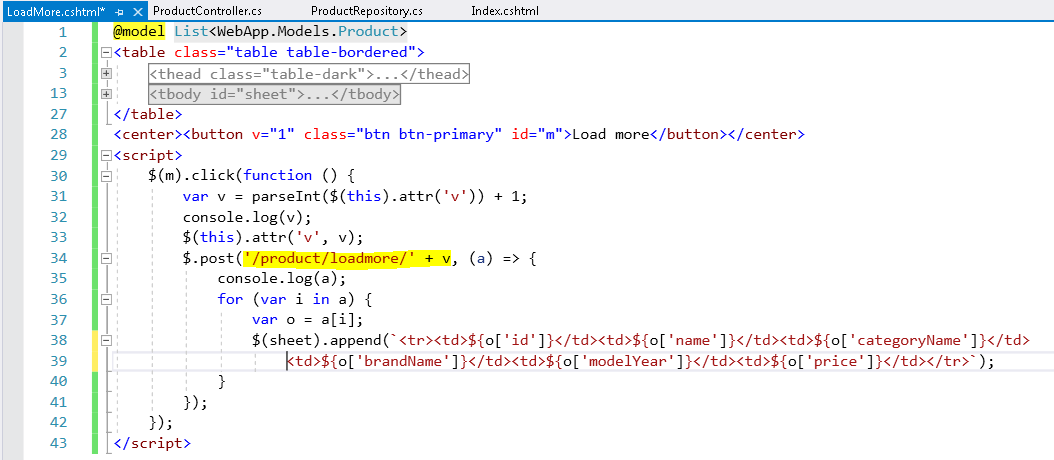 LoadMore.cshtml* ProductController.cs ProductRepository.cs Index.cshtml
1 @model List<WebApp.Models.Product>
2 <table class="table table-bordered">
3 <thead class="table-dark">...</thead>
13 <tbody id="sheet">...</tbody>
27 </table>
28 <center><button v="1" class="btn btn-primary" id="m">Load more</button></center>
29 <script>
30 $(m).click(function () {
31 var v = parseInt($(this).attr('v')) + 1;
32 console.log(v);
33 $(this).attr('v', v);
34 $.post('/product/loadmore/' + v, (a) => {
35 console.log(a);
36 for (var i in a) {
37 var o = a[i];
38 $(sheet).append(`<tr><td>${o['id']}</td><td>${o['name']}</td><td>${o['categoryName']}</td>
39 <td>${o['brandName']}</td><td>${o['modelYear']}</td><td>${o['price']}</td></tr>`);
40 }
41 });
42 });
43 </script>